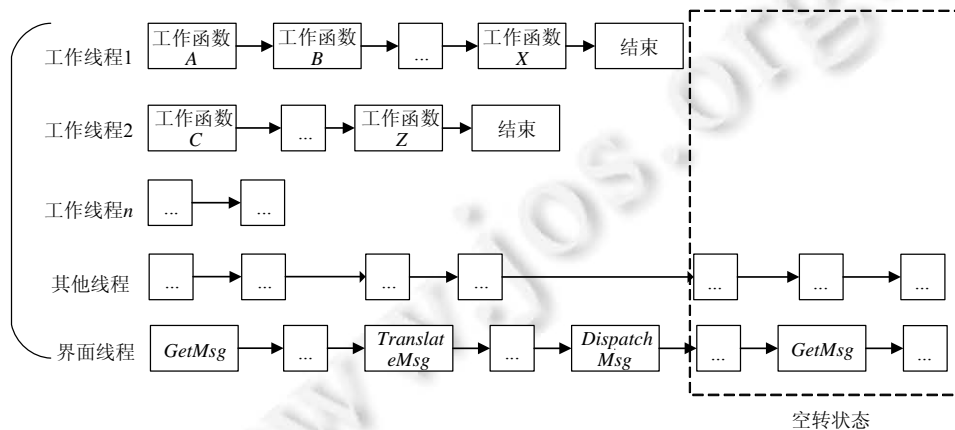 工作线程1
工作函数
A
工作函数
B
...
工作函数
X
结束
工作线程2
工作函数
C
...
工作函数
Z
结束
工作线程n
...
...
其他线程
...
...
...
...
...
...
...
界面线程
GetMsg
...
Translat
eMsg
...
Dispatch
Msg
...
GetMsg
...
空转状态